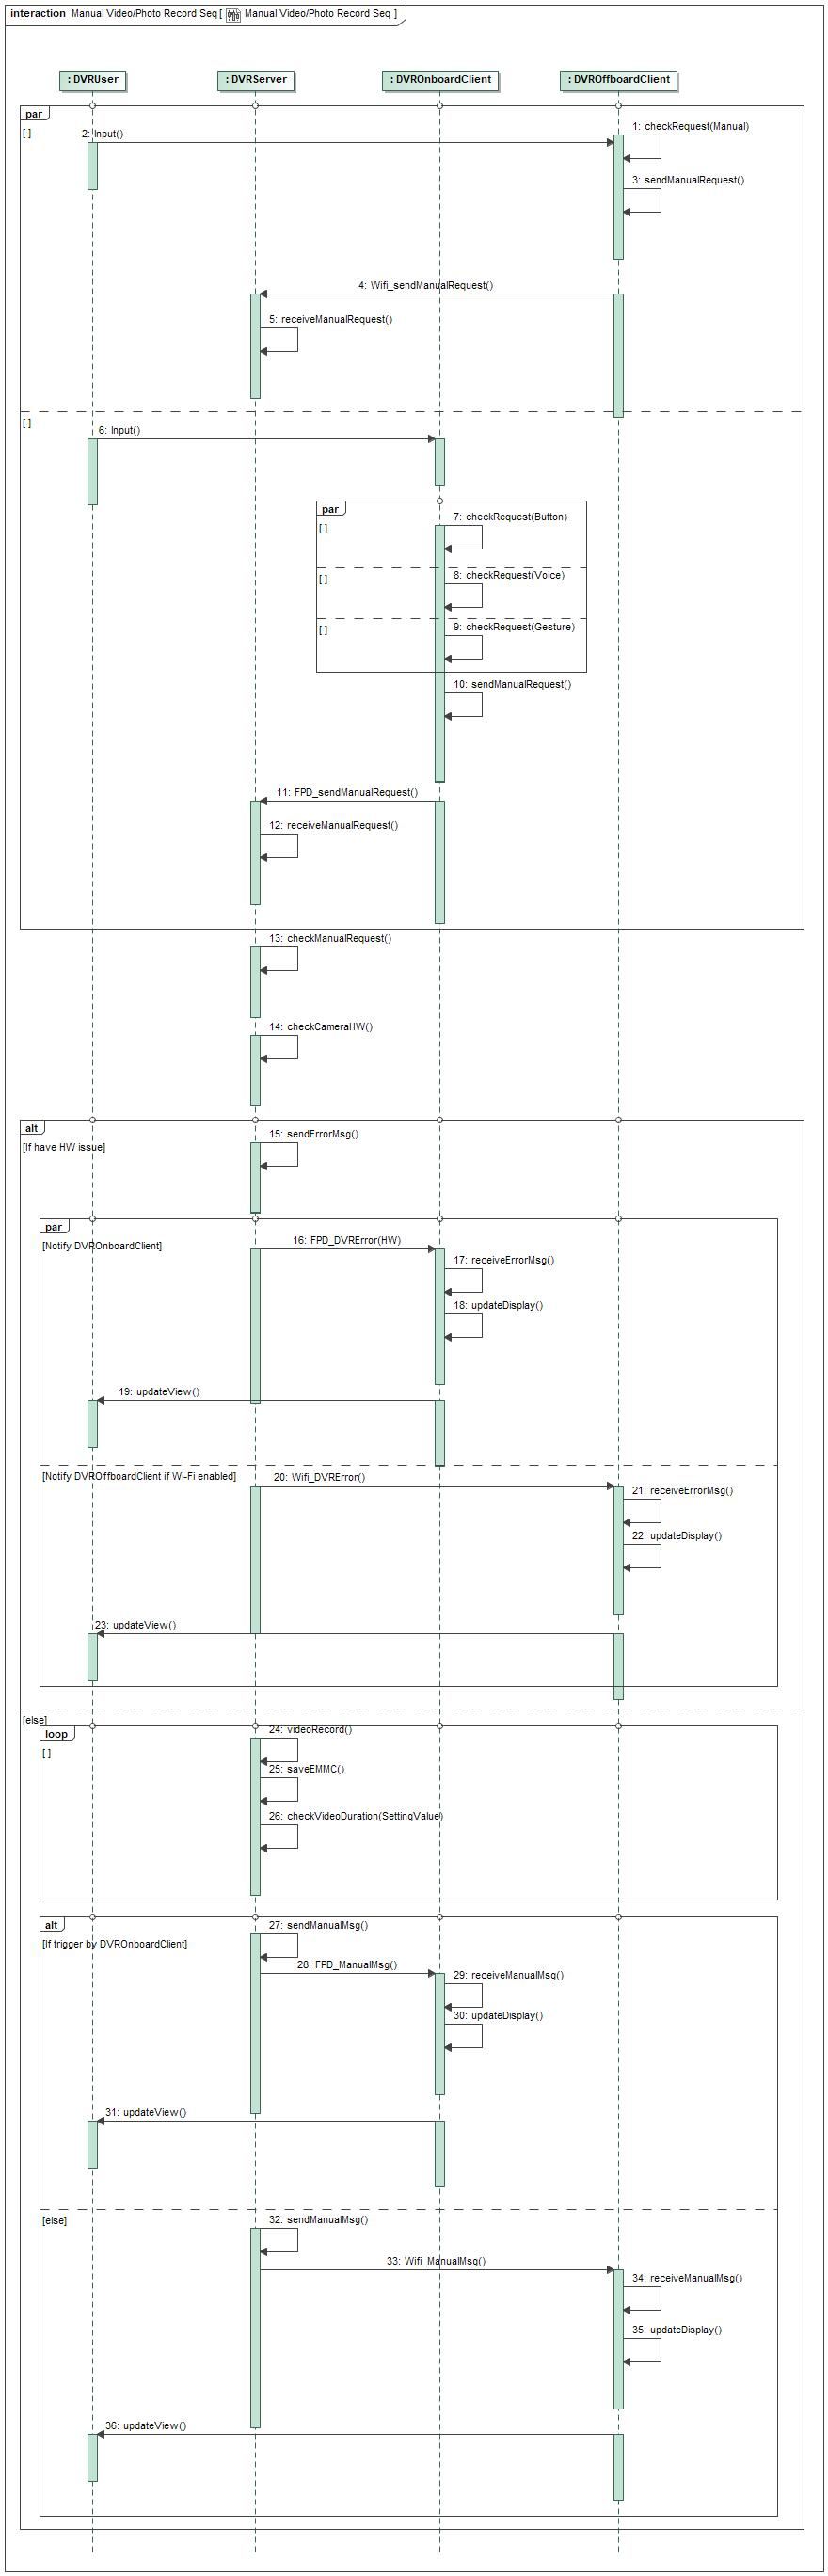 interaction Manual Video/Photo Record Seq [ Manual Video/Photo Record Seq ]
: DVRUser
: DVRServer
: DVROnboardClient
: DVROffboardClient
par
[ ]
1: checkRequest(Manual)
2: Input()
3: sendManualRequest()
4: Wifi_sendManualRequest()
5: receiveManualRequest()
[ ]
6: Input()
par
7: checkRequest(Button)
[ ]
8: checkRequest(Voice)
[ ]
9: checkRequest(Gesture)
[ ]
10: sendManualRequest()
11: FPD_sendManualRequest()
12: receiveManualRequest()
13: checkManualRequest()
14: checkCameraHW()
alt
15: sendErrorMsg()
[If have HW issue]
par
16: FPD_DVRError(HW)
[Notify DVROnboardClient]
17: receiveErrorMsg()
18: updateDisplay()
19: updateView()
[Notify DVROffboardClient if Wi-Fi enabled]
20: Wifi_DVRError()
21: receiveErrorMsg()
22: updateDisplay()
23: updateView()
[else]
loop
24: videoRecord()
[ ]
25: saveEMMC()
26: checkVideoDuration(SettingValue)
alt
27: sendManualMsg()
[If trigger by DVROnboardClient]
28: FPD_ManualMsg()
29: receiveManualMsg()
30: updateDisplay()
31: updateView()
[else]
32: sendManualMsg()
33: Wifi_ManualMsg()
34: receiveManualMsg()
35: updateDisplay()
36: updateView()